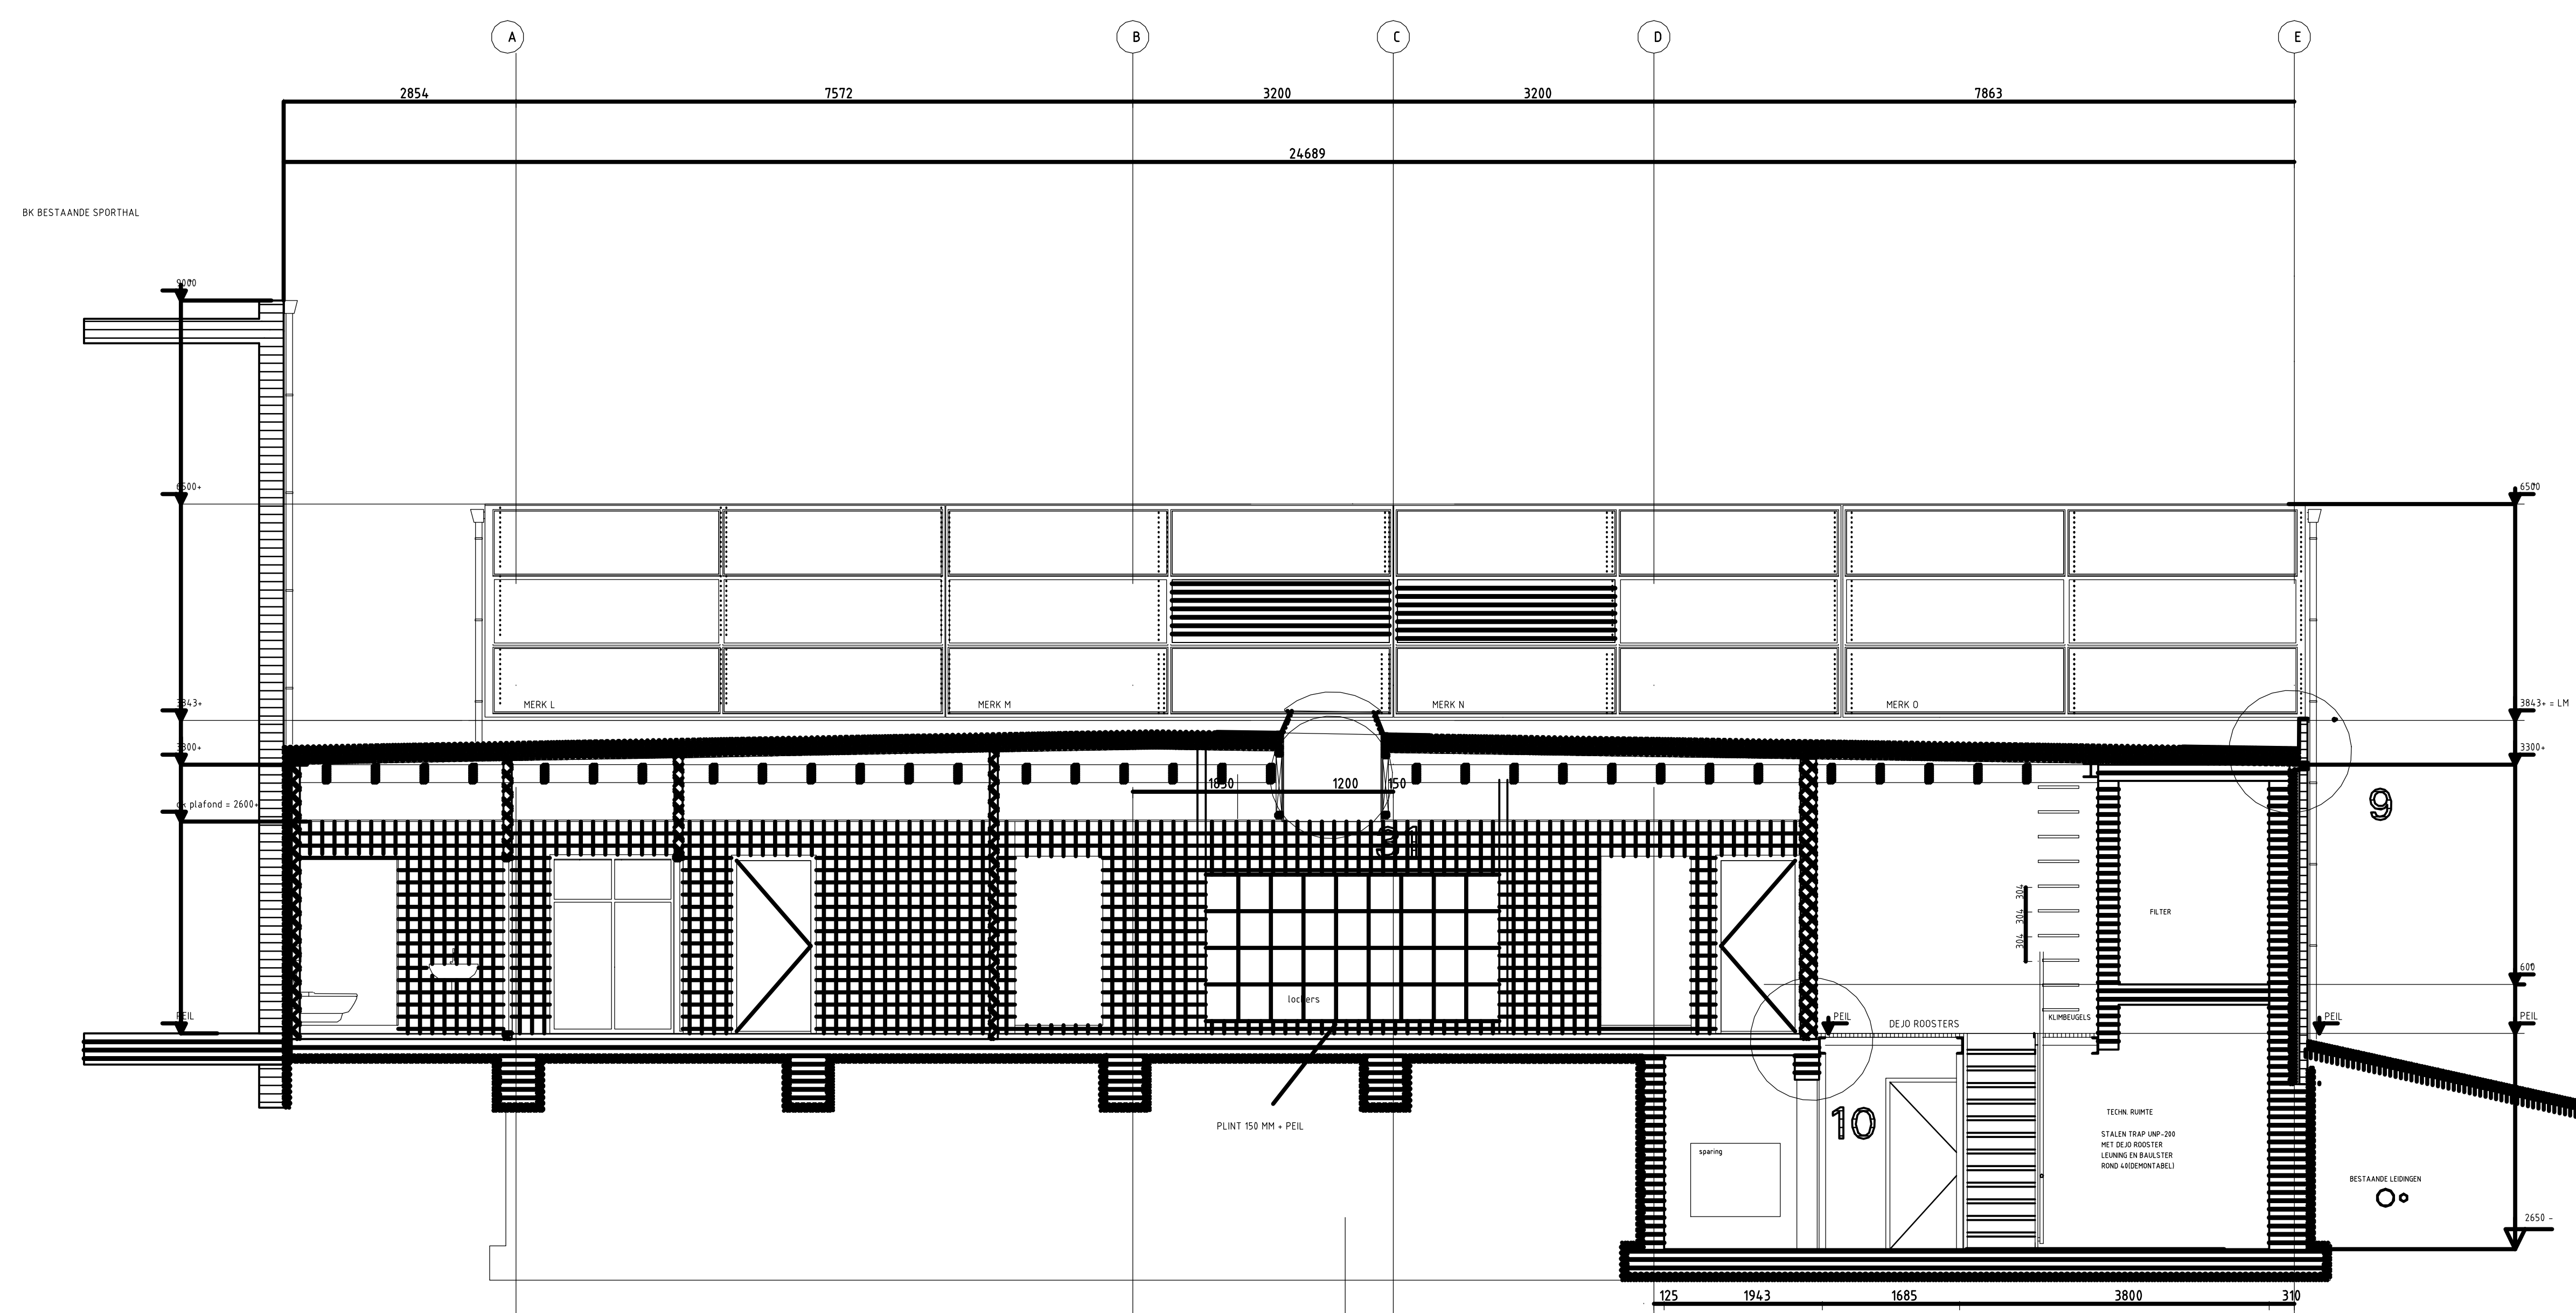 A B C D E
2854 7572 3200 3200 7863
24689
BK BESTAANDE SPORTHAL
9000
6500+ 6500
MERK L MERK M MERK N MERK O
3843+ 3843+ = LM
3300+ 3300+
1850 1200 150
ok plafond = 2600+
9
31
304
304
304
FILTER
600
lockers
PEIL KLIMBEUGELS
PEIL DEJO ROOSTERS PEIL PEIL
10
PLINT 150 MM + PEIL
TECHN. RUIMTE
STALEN TRAP UNP-200
MET DEJO ROOSTER
LEUNING EN BAULSTER
ROND 40(DEMONTABEL)
sparing
BESTAANDE LEIDINGEN
2650 -
125 1943 1685 3800 310